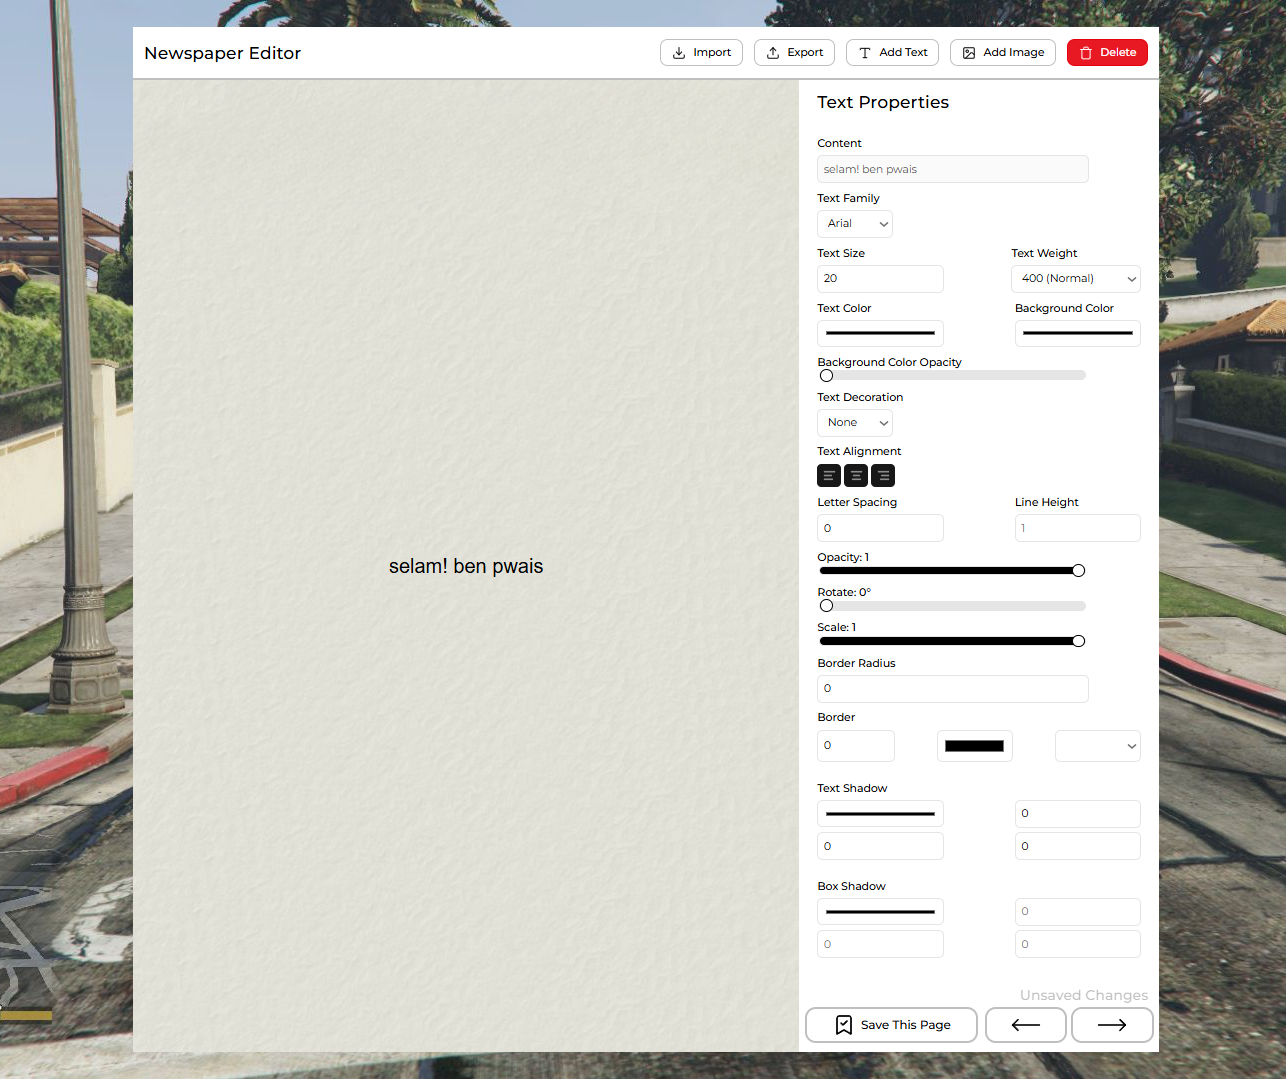 Newspaper Editor
Import
Export
Add Text
Add Image
Delete
selam! ben pwais
Text Properties
Content
selam! ben pwais
Text Family
Arial
Text Size
Text Weight
20
400 (Normal)
Text Color
Background Color
Background Color Opacity
Text Decoration
None
Text Alignment
Letter Spacing
Line Height
0
1
Opacity: 1
Rotate: 0°
Scale: 1
Border Radius
0
Border
0
Text Shadow
0
0
0
Box Shadow
0
0
0
Unsaved Changes
Save This Page